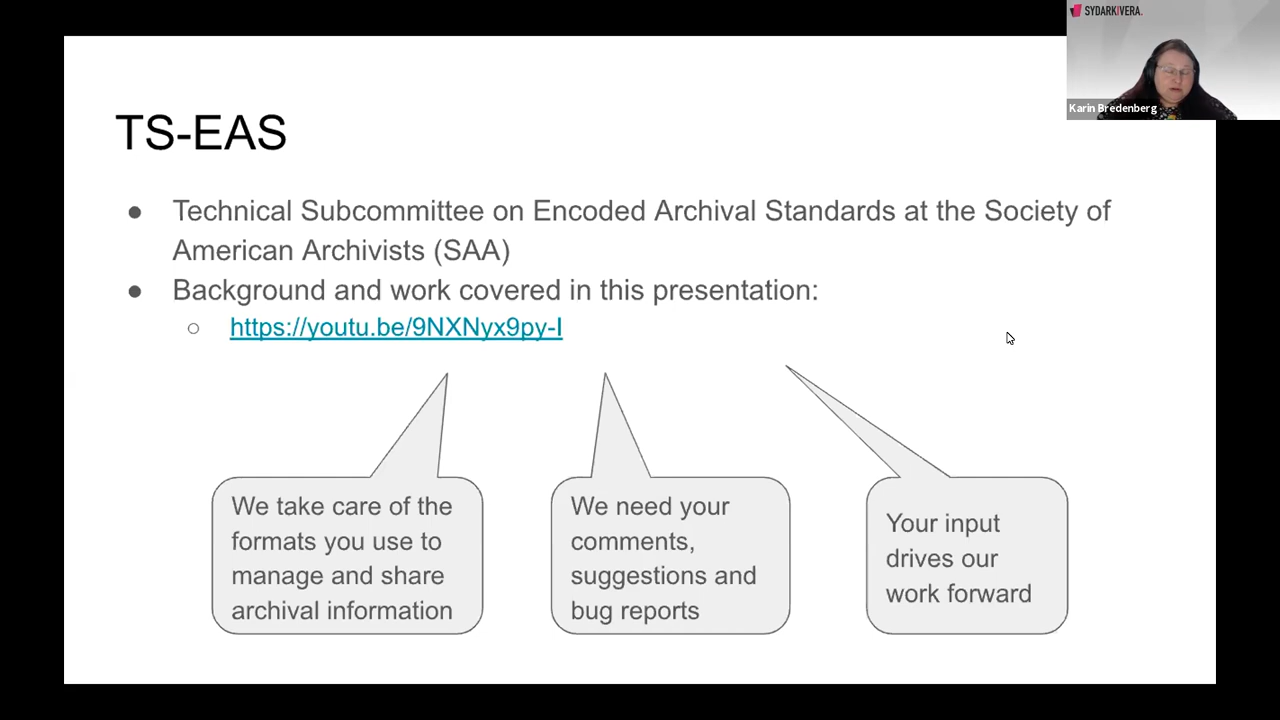 SYDARKIVERA.
Karin Bredenberg
TS-EAS
● Technical Subcommittee on Encoded Archival Standards at the Society of
American Archivists (SAA)
● Background and work covered in this presentation:
○ https://youtu.be/9NXNyx9py-I
We take care of the
formats you use to
manage and share
archival information
We need your
comments,
suggestions and
bug reports
Your input
drives our
work forward